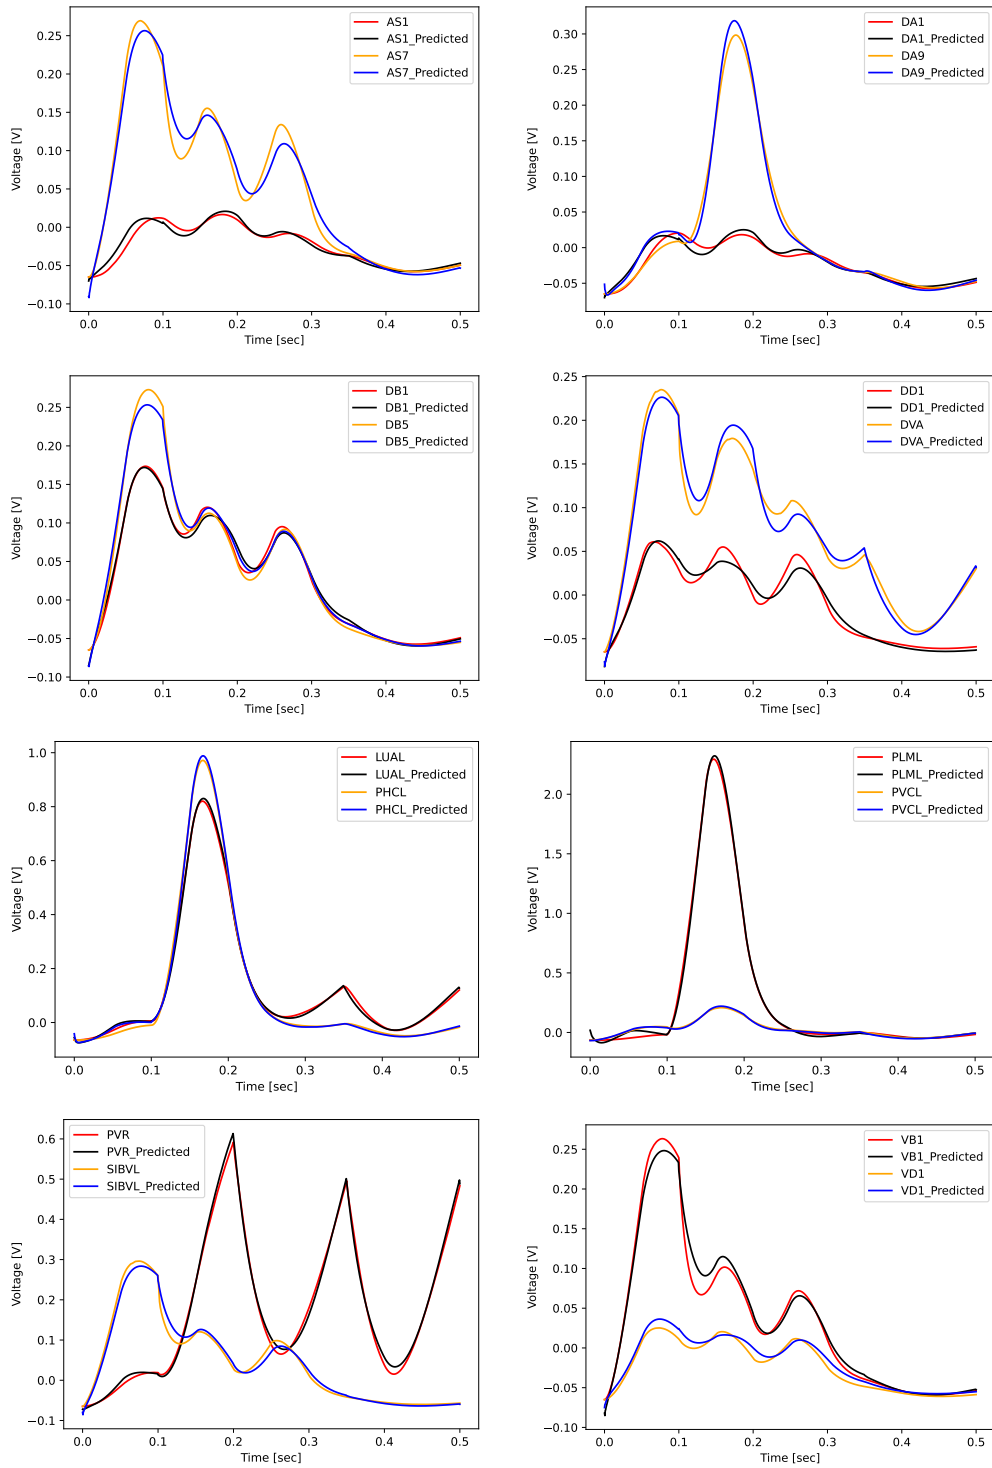 AS1
AS1_Predicted
AS7
AS7_Predicted
Voltage [V]
0.25
0.20
0.15
0.10
0.05
0.00
−0.05
−0.10
0.0 0.1 0.2 0.3 0.4 0.5
Time [sec]
DA1
DA1_Predicted
DA9
DA9_Predicted
Voltage [V]
0.30
0.25
0.20
0.15
0.10
0.05
0.00
−0.05
0.0 0.1 0.2 0.3 0.4 0.5
Time [sec]
DB1
DB1_Predicted
DB5
DB5_Predicted
Voltage [V]
0.25
0.20
0.15
0.10
0.05
0.00
−0.05
−0.10
0.0 0.1 0.2 0.3 0.4 0.5
Time [sec]
DD1
DD1_Predicted
DVA
DVA_Predicted
Voltage [V]
0.25
0.20
0.15
0.10
0.05
0.00
−0.05
0.0 0.1 0.2 0.3 0.4 0.5
Time [sec]
LUAL
LUAL_Predicted
PHCL
PHCL_Predicted
Voltage [V]
1.0
0.8
0.6
0.4
0.2
0.0
0.0 0.1 0.2 0.3 0.4 0.5
Time [sec]
PLML
PLML_Predicted
PVCL
PVCL_Predicted
Voltage [V]
2.0
1.5
1.0
0.5
0.0
0.0 0.1 0.2 0.3 0.4 0.5
Time [sec]
PVR
PVR_Predicted
SIBVL
SIBVL_Predicted
Voltage [V]
0.6
0.5
0.4
0.3
0.2
0.1
0.0
−0.1
0.0 0.1 0.2 0.3 0.4 0.5
Time [sec]
VB1
VB1_Predicted
VD1
VD1_Predicted
Voltage [V]
0.25
0.20
0.15
0.10
0.05
0.00
−0.05
−0.10
0.0 0.1 0.2 0.3 0.4 0.5
Time [sec]